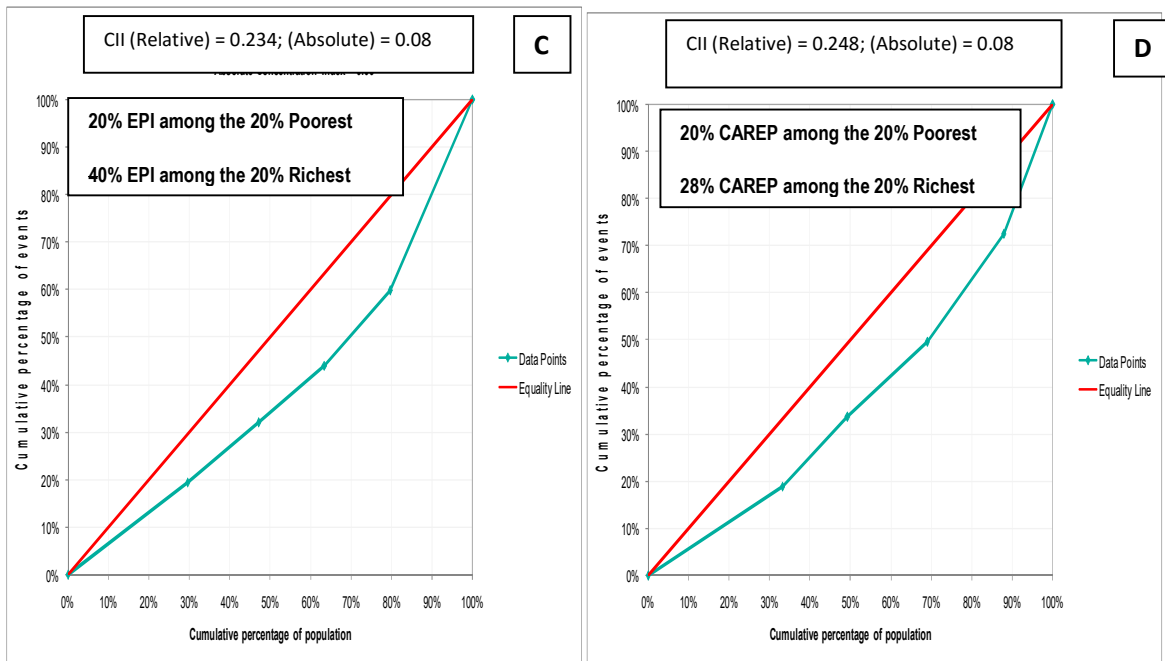 CII (Relative) = 0.234; (Absolute) = 0.08
C
20% EPI among the 20% Poorest
40% EPI among the 20% Richest
100%
90%
80%
70%
60%
50%
40%
30%
20%
10%
0%
Cumulative percentage of events
0% 10% 20% 30% 40% 50% 60% 70% 80% 90% 100%
Cumulative percentage of population
Data Points
Equality Line
CII (Relative) = 0.248; (Absolute) = 0.08
D
20% CAREP among the 20% Poorest
28% CAREP among the 20% Richest
100%
90%
80%
70%
60%
50%
40%
30%
20%
10%
0%
Cumulative percentage of events
0% 10% 20% 30% 40% 50% 60% 70% 80% 90% 100%
Cumulative percentage of population
Data Points
Equality Line